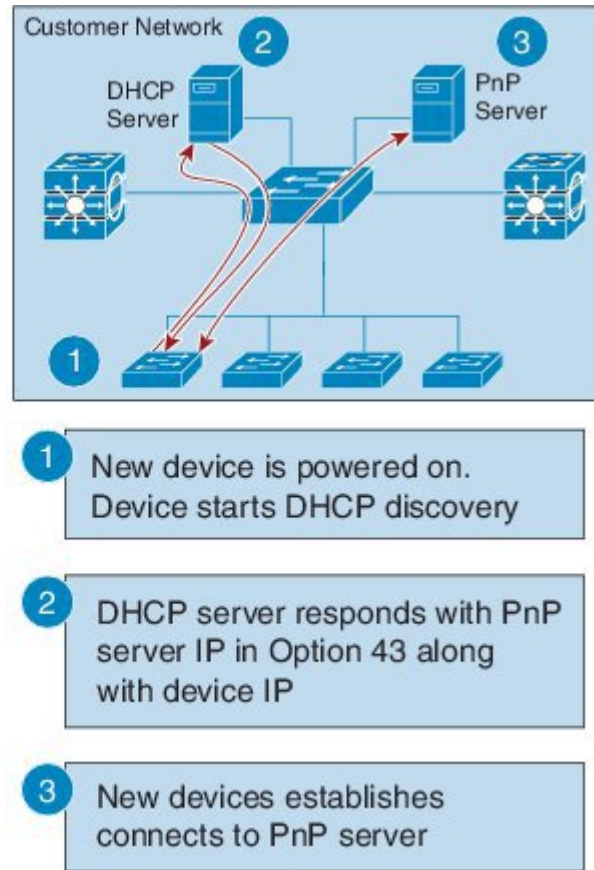 Customer Network
2
3
DHCP
Server
PnP
Server
1
1
New device is powered on.
Device starts DHCP discovery
2
DHCP server responds with PnP
server IP in Option 43 along
with device IP
3
New devices establishes
connects to PnP server